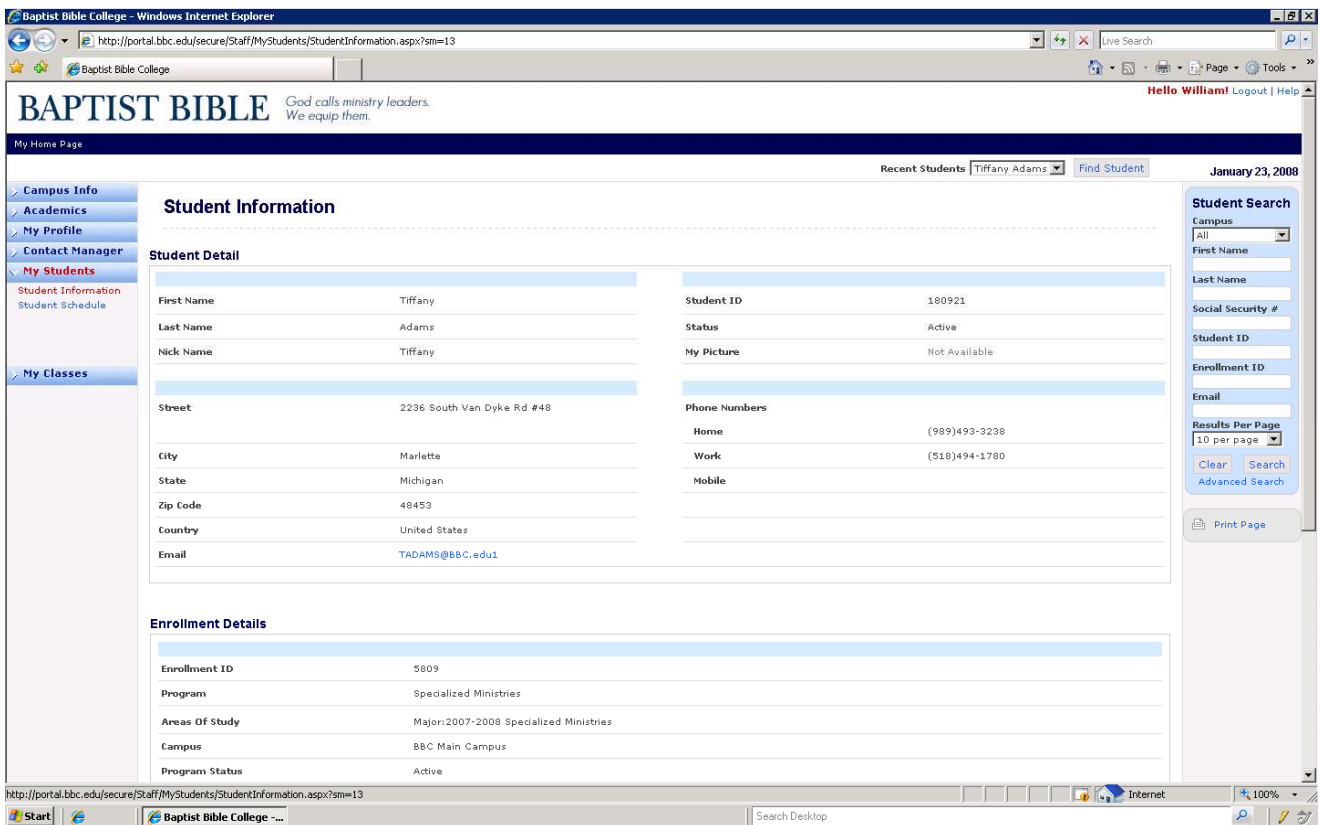 Baptist Bible College - Windows Internet Explorer
http://portal.bbc.edu/secure/Staff/MyStudents/StudentInformation.aspx?sm=13
Live Search
Baptist Bible College
Page
Tools
BAPTIST BIBLE
God calls ministry leaders.
We equip them.
Hello William! Logout | Help
My Home Page
Recent Students Tiffany Adams Find Student
January 23, 2008
Campus Info
Academics
My Profile
Contact Manager
My Students
Student Information
Student Schedule
My Classes
Student Information
Student Detail
First Name Tiffany Student ID 180921
Last Name Adams Status Active
Nick Name Tiffany My Picture Not Available
Street 2236 South Van Dyke Rd #48 Phone Numbers
Home (989)493-3238
City Marlette Work (518)494-1780
State Michigan Mobile
Zip Code 48453
Country United States
Email TADAMS@BBC.edu1
Enrollment Details
Enrollment ID 5809
Program Specialized Ministries
Areas Of Study Major:2007-2008 Specialized Ministries
Campus BBC Main Campus
Program Status Active
Student Search
Campus
All
First Name
Last Name
Social Security #
Student ID
Enrollment ID
Email
Results Per Page
10 per page
Clear Search
Advanced Search
Print Page
http://portal.bbc.edu/secure/Staff/MyStudents/StudentInformation.aspx?sm=13
Internet
100%
Start
Baptist Bible College -...
Search Desktop